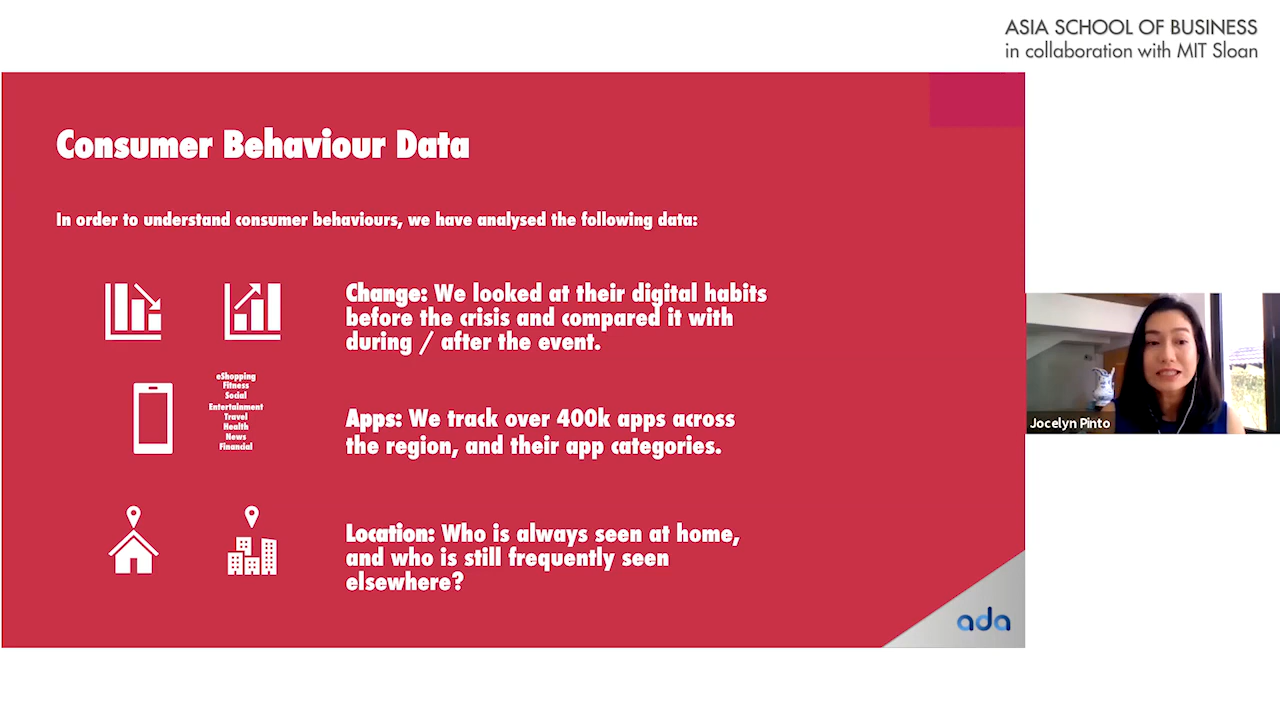 ASIA SCHOOL OF BUSINESS
in collaboration with MIT Sloan
Consumer Behaviour Data
In order to understand consumer behaviours, we have analysed the following data:
Change: We looked at their digital habits
before the crisis and compared it with
during / after the event.
eShopping
Fitness
Social
Entertainment
Travel
Health
News
Financial
Apps: We track over 400k apps across
the region, and their app categories.
Location: Who is always seen at home,
and who is still frequently seen
elsewhere?
ada
Jocelyn Pinto